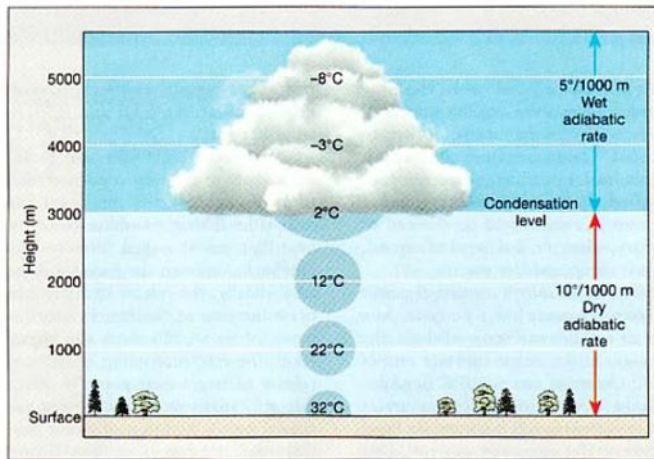 5000
4000
3000
2000
1000
Surface
Height (m)
–8°C
–3°C
2°C
12°C
22°C
32°C
5°/1000 m
Wet
adiabatic
rate
Condensation
level
10°/1000 m
Dry
adiabatic
rate